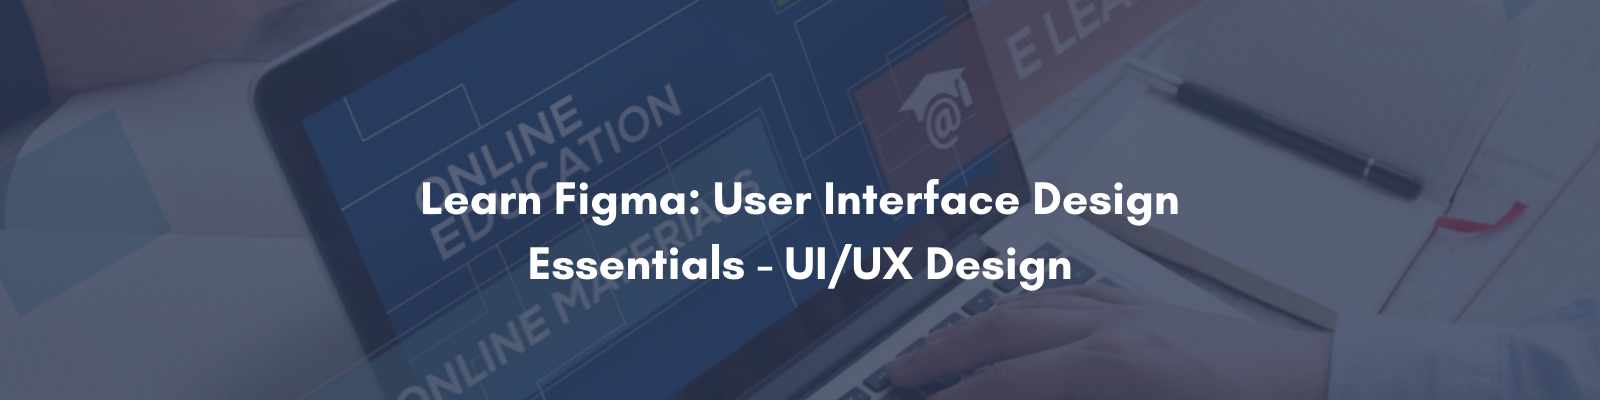 E LEA
@
ONLINE
EDUCATION
Learn Figma: User Interface Design
Essentials - UI/UX Design
ONLINE MATERIALS